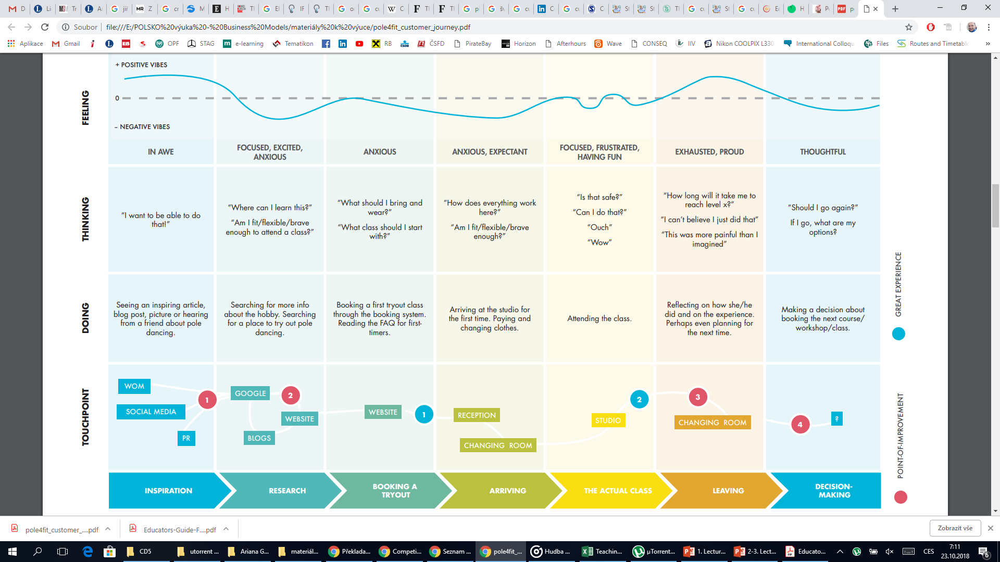 Soubor
file:///E:/POLSKO%20výuka%20-%20Business%20Models/materiály%20k%20výuce/pole4fit_customer_journey.pdf
Aplikace
Gmail
EIS
OPF
STAG
e-learning
Tematikon
RB
ČSFD
PirateBay
Horizon
Afterhours
Wave
CONSEQ
IIV
Nikon COOLPIX L330
International Colloqu
Files
Routes and Timetable
»
FEELING
+ POSITIVE VIBES
0
– NEGATIVE VIBES
IN AWE
FOCUSED, EXCITED,
ANXIOUS
ANXIOUS
ANXIOUS, EXPECTANT
FOCUSED, FRUSTRATED,
HAVING FUN
EXHAUSTED, PROUD
THOUGHTFUL
THINKING
“I want to be able to do
that!”
“Where can I learn this?”
“Am I fit/flexible/brave
enough to attend a class?”
“What should I bring and
wear?”
“What class should I start
with?”
“How does everything work
here?”
“Am I fit/flexible/brave
enough?”
“Is that safe?”
“Can I do that?”
“Ouch”
“Wow”
“How long will it take me to
reach level x?”
“I can’t believe I just did that”
“This was more painful than I
imagined”
“Should I go again?”
If I go, what are my
options?
DOING
Seeing an inspiring article,
blog post, picture or hearing
from a friend about pole
dancing.
Searching for more info
about the hobby. Searching
for a place to try out pole
dancing.
Booking a first tryout class
through the booking system.
Reading the FAQ for first-
timers.
Arriving at the studio for
the first time. Paying and
changing clothes.
Attending the class.
Reflecting on how she/he
did and on the experience.
Perhaps even planning for
the next time.
Making a decision about
booking the next course/
workshop/class.
GREAT EXPERIENCE
TOUCHPOINT
WOM
SOCIAL MEDIA
PR
1
GOOGLE
2
WEBSITE
BLOGS
WEBSITE
1
RECEPTION
CHANGING ROOM
STUDIO
2
3
CHANGING ROOM
4
?
POINT-OF-IMPROVEMENT
INSPIRATION
RESEARCH
BOOKING A
TRYOUT
ARRIVING
THE ACTUAL CLASS
LEAVING
DECISION-
MAKING
pole4fit_customer_....pdf
Educators-Guide-F....pdf
Zobrazit vše
CD5
utorrent ...
Ariana G...
materiál...
Překlada...
Competi...
Seznam ...
pole4fit_...
Hudba ...
Teachin...
µTorrent...
1. Lectur...
2-3. Lect...
Educato...
CES
7:11
23.10.2018
6